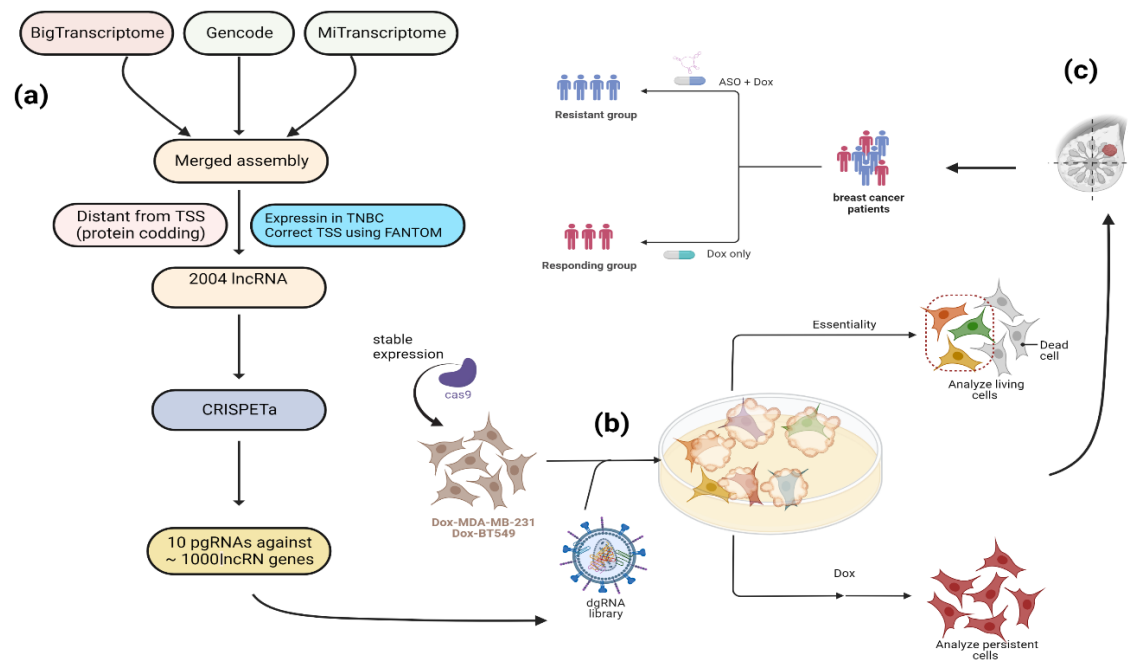 BigTranscriptome
Gencode
MiTranscriptome
(a)
Merged assembly
Distant from TSS
(protein codding)
Expressin in TNBC
Correct TSS using FANTOM
2004 lncRNA
CRISPETa
10 pgRNAs against
~ 1000lncRN genes
stable
expression
cas9
Dox-MDA-MB-231
Dox-BT549
dgRNA
library
(b)
Essentiality
Dead
cell
Analyze living
cells
Dox
Analyze persistent
cells
(c)
breast cancer
patients
ASO + Dox
Resistant group
Dox only
Responding group